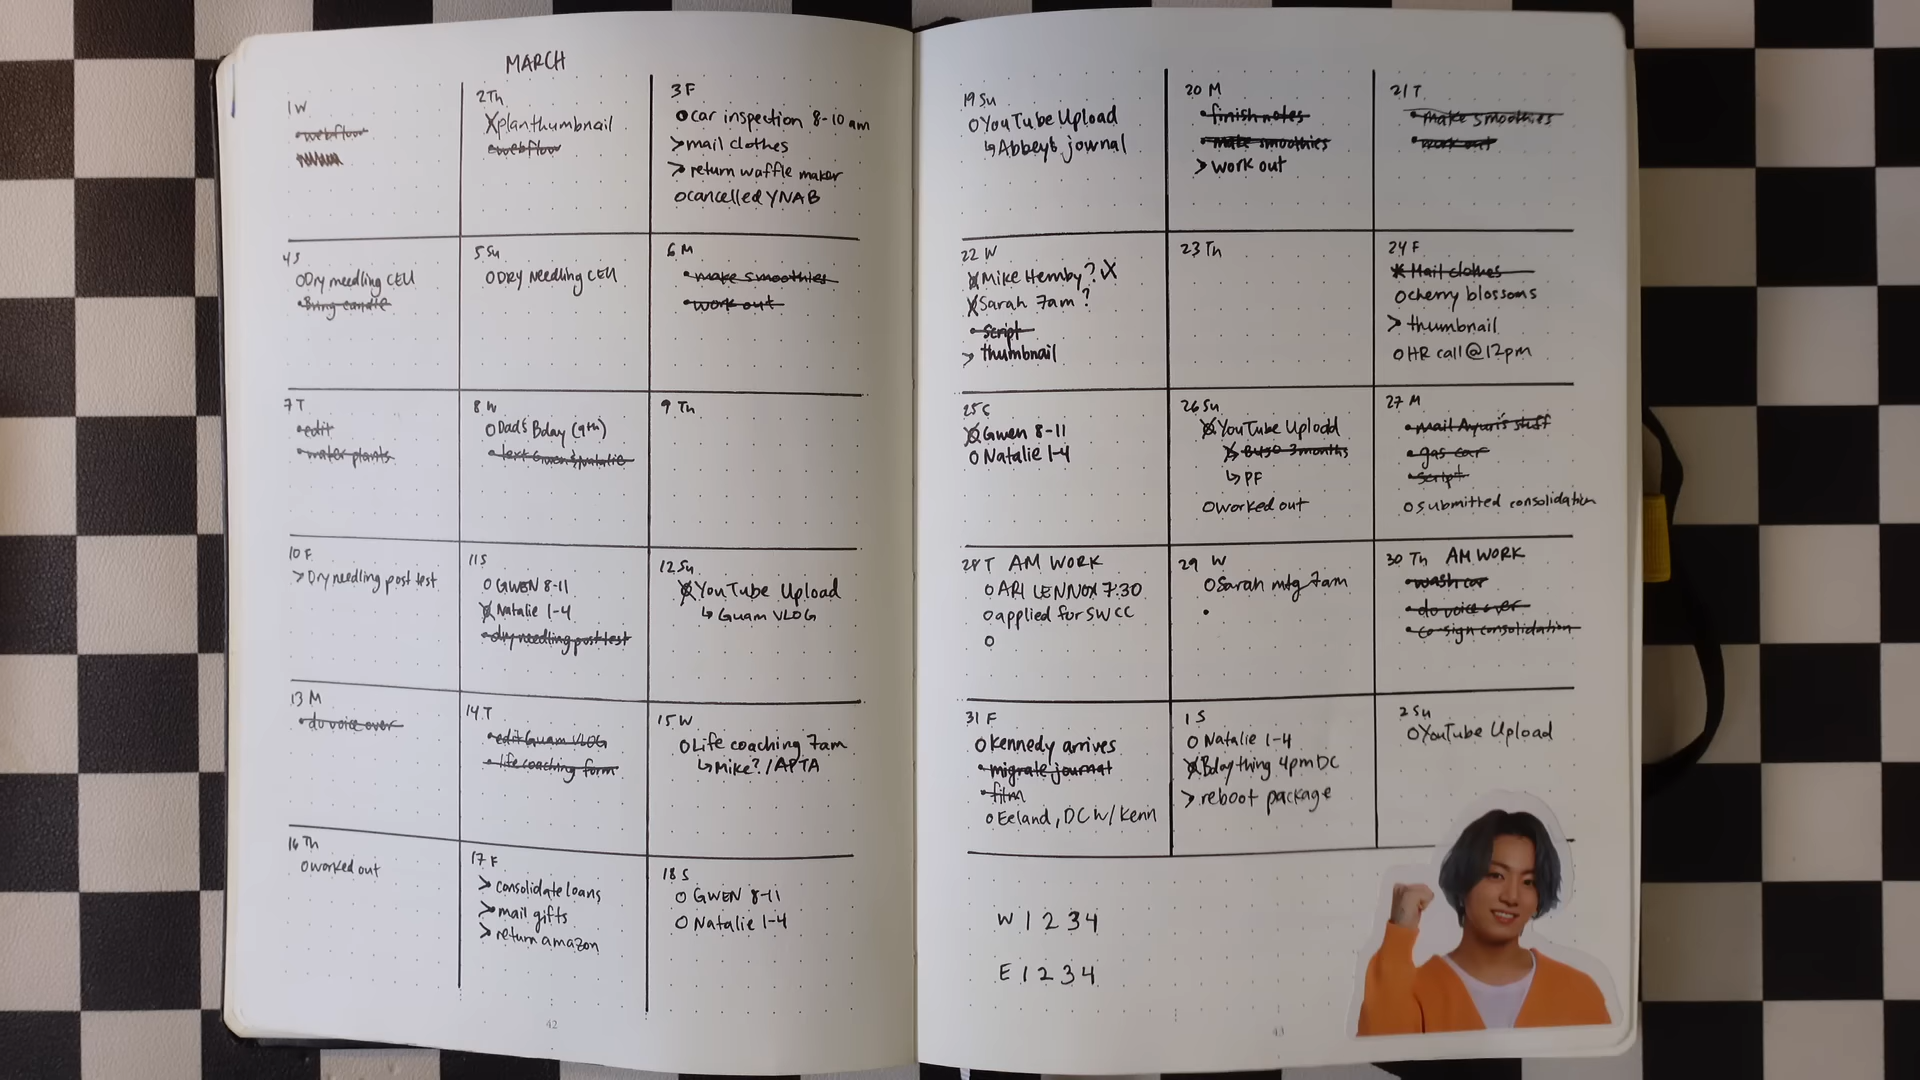 MARCH
1 W
• webflow
2 Th
X plan thumbnail
• webflow
3 F
O car inspection 8-10 am
> mail clothes
> return waffle maker
O cancelled YNAB
4 S
O Dry needling CEU
• Bring candle
5 Su
O DRY Needling CEU
6 M
• make smoothies
• work out
7 T
• edit
• water plants
8 W
O Dad's Bday (9th)
• text Gwen & Natalie
9 Th
10 F
> Dry needling post test
11 S
O GWEN 8-11
X Natalie 1-4
• dry needling post test
12 Su
X YouTube Upload
↳ Guam VLOG
13 M
• do voice over
14 T
• edit Guam VLOG
• life coaching form
15 W
O Life coaching 7am
↳ Mike? / APTA
16 Th
O worked out
17 F
> consolidate loans
> mail gifts
> return amazon
18 S
O GWEN 8-11
O Natalie 1-4
42
19 Su
O YouTube Upload
↳ Abbey's journal
20 M
• finish notes
• make smoothies
> work out
21 T
• make smoothies
• work out
22 W
X Mike Hemby? X
X Sarah 7am?
• script
> thumbnail
23 Th
24 F
X Mail clothes
O cherry blossoms
> thumbnail
O HR call @ 12pm
25 S
X Gwen 8-11
O Natalie 1-4
26 Su
X YouTube Upload
↳ BUJO 3 months
↳ PF
O worked out
27 M
• mail Ayuri's stuff
• gas car
• script
O submitted consolidation
28 T AM WORK
O ARI LENNOX 7:30
O applied for SWCC
O
29 W
O Sarah mtg 7am
•
30 Th AM WORK
• wash car
• do voice over
• co-sign consolidation
31 F
O Kennedy arrives
• migrate journal
• film
O Eeland, DC w/ Kenn
1 S
O Natalie 1-4
X Bday thing 4pm DC
> reboot package
2 Su
O YouTube Upload
W 1 2 3 4
E 1 2 3 4
43